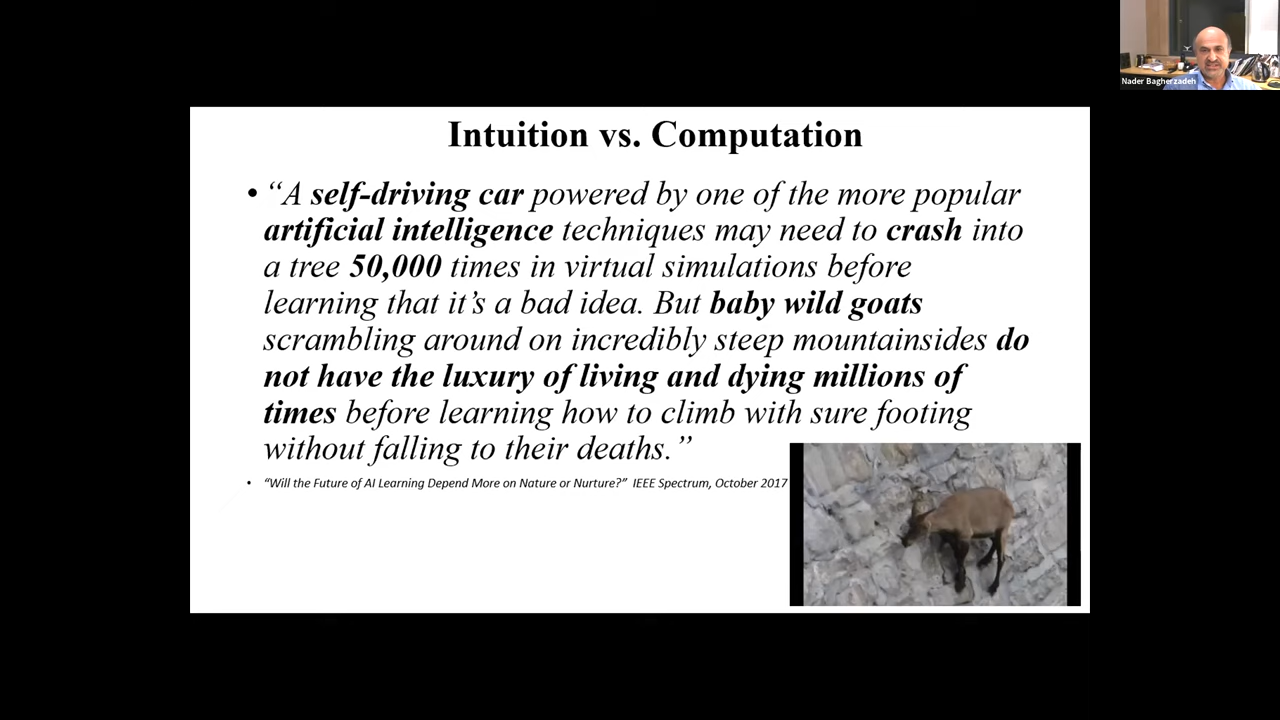 Nader Bagherzadeh
Intuition vs. Computation
• “A self-driving car powered by one of the more popular
artificial intelligence techniques may need to crash into
a tree 50,000 times in virtual simulations before
learning that it’s a bad idea. But baby wild goats
scrambling around on incredibly steep mountainsides do
not have the luxury of living and dying millions of
times before learning how to climb with sure footing
without falling to their deaths.”
• “Will the Future of AI Learning Depend More on Nature or Nurture?” IEEE Spectrum, October 2017